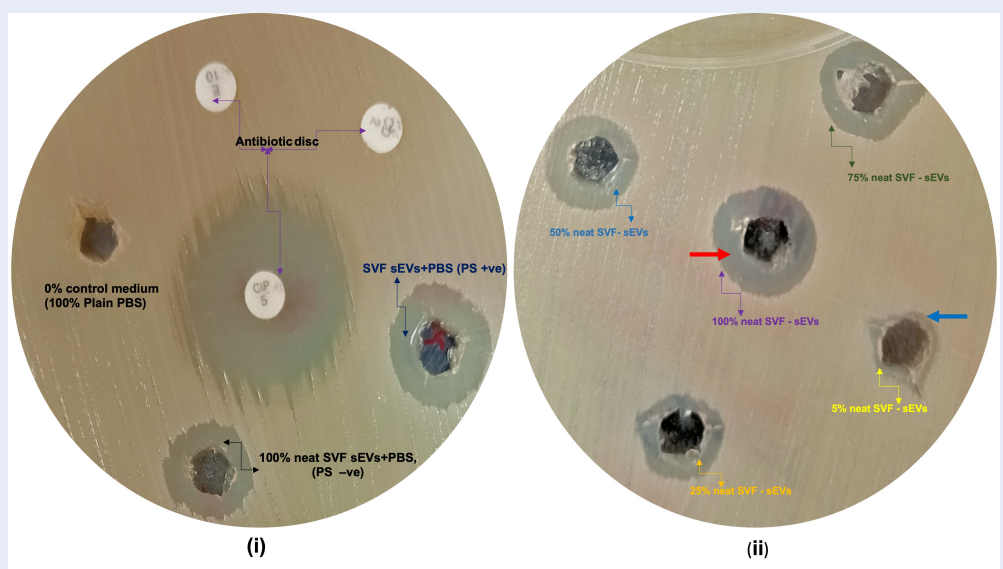 E
10
Antibiotic disc
0% control medium
(100% Plain PBS)
CIP
5
SVF sEVs+PBS (PS +ve)
100% neat SVF sEVs+PBS,
(PS –ve)
(i)
75% neat SVF - sEVs
50% neat SVF- sEVs
100% neat SVF - sEVs
5% neat SVF - sEVs
25% neat SVF - sEVs
(ii)